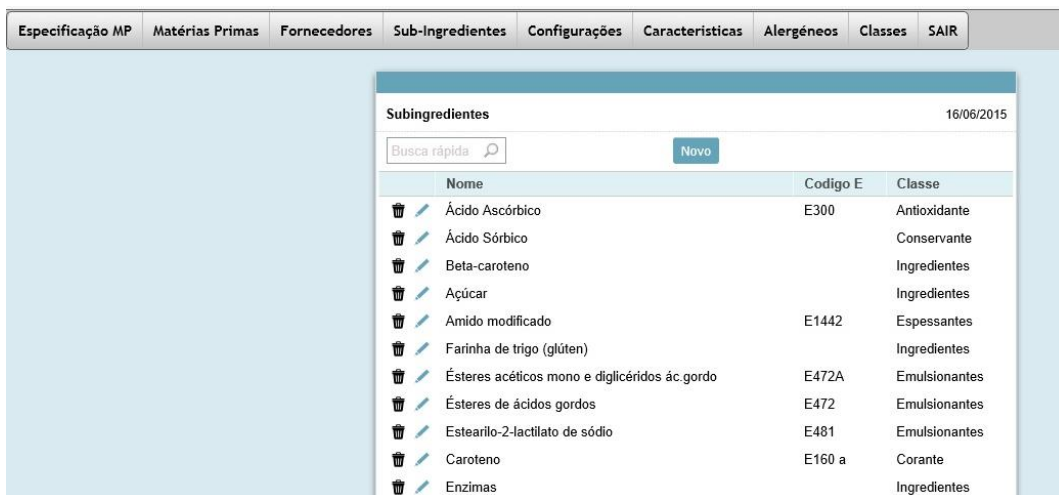 Especificação MP Matérias Primas Fornecedores Sub-Ingredientes Configurações Caracteristicas Alergéneos Classes SAIR
Subingredientes 16/06/2015
Busca rápida Novo
Nome Codigo E Classe
Ácido Ascórbico E300 Antioxidante
Ácido Sórbico Conservante
Beta-caroteno Ingredientes
Açúcar Ingredientes
Amido modificado E1442 Espessantes
Farinha de trigo (glúten) Ingredientes
Ésteres acéticos mono e diglicéridos ác.gordo E472A Emulsionantes
Ésteres de ácidos gordos E472 Emulsionantes
Estearilo-2-lactilato de sódio E481 Emulsionantes
Caroteno E160 a Corante
Enzimas Ingredientes